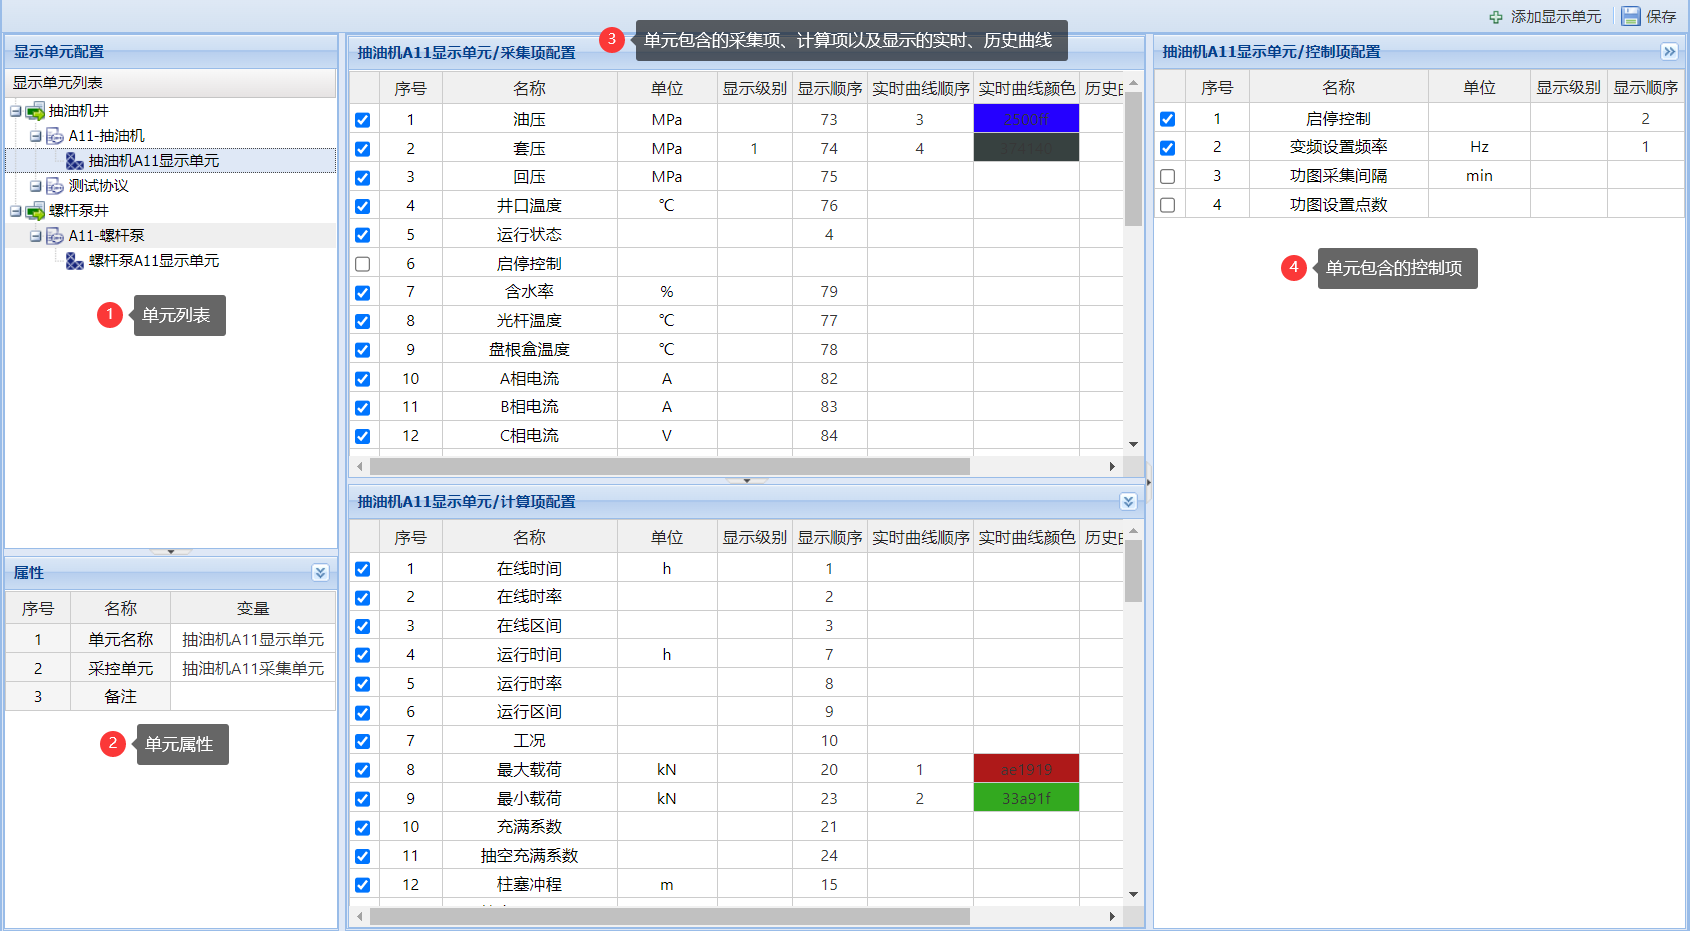 添加显示单元 保存
显示单元配置
显示单元列表
抽油机井
A11-抽油机
抽油机A11显示单元
测试协议
螺杆泵井
A11-螺杆泵
螺杆泵A11显示单元
1 单元列表
属性
序号 名称 变量
1 单元名称 抽油机A11显示单元
2 采控单元 抽油机A11采集单元
3 备注
2 单元属性
抽油机A11显示单元/采集项配置
3 单元包含的采集项、计算项以及显示的实时、历史曲线
序号 名称 单位 显示级别 显示顺序 实时曲线顺序 实时曲线颜色 历史
1 油压 MPa 73 3 2500ff
2 套压 MPa 1 74 4
3 回压 MPa 75
4 井口温度 ℃ 76
5 运行状态 4
6 启停控制
7 含水率 % 79
8 光杆温度 ℃ 77
9 盘根盒温度 ℃ 78
10 A相电流 A 82
11 B相电流 A 83
12 C相电流 V 84
抽油机A11显示单元/计算项配置
序号 名称 单位 显示级别 显示顺序 实时曲线顺序 实时曲线颜色 历史
1 在线时间 h 1
2 在线时率 2
3 在线区间 3
4 运行时间 h 7
5 运行时率 8
6 运行区间 9
7 工况 10
8 最大载荷 kN 20 1 ae1919
9 最小载荷 kN 23 2 33a91f
10 充满系数 21
11 抽空充满系数 24
12 柱塞冲程 m 15
抽油机A11显示单元/控制项配置
序号 名称 单位 显示级别 显示顺序
1 启停控制 2
2 变频设置频率 Hz 1
3 功图采集间隔 min
4 功图设置点数
4 单元包含的控制项